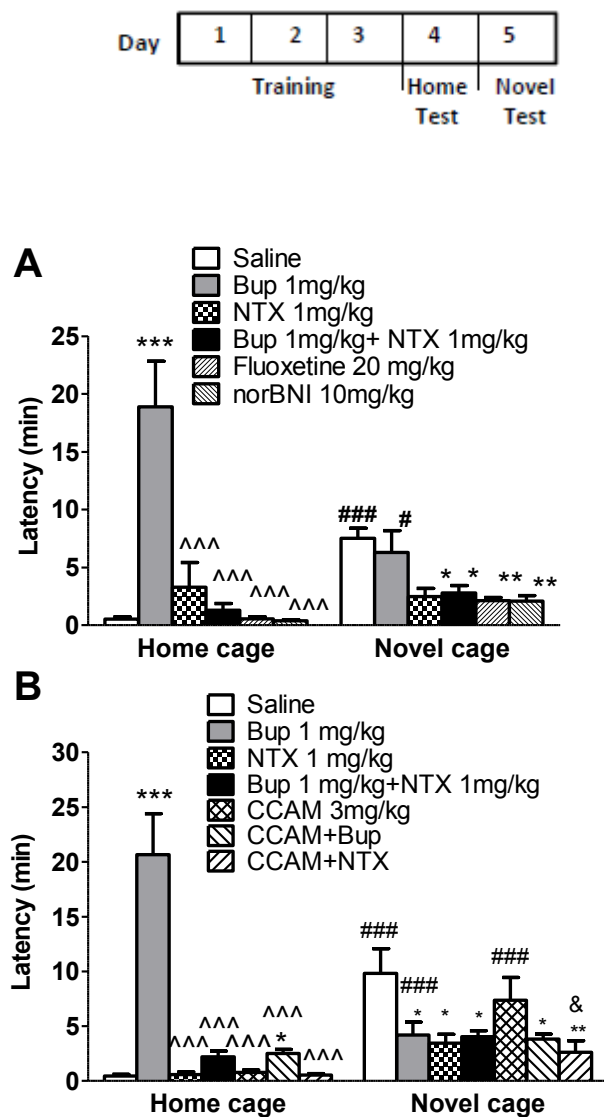 Day 1 2 3 4 5
Training Home Novel
Test Test
A
Saline
Bup 1mg/kg
NTX 1mg/kg
Bup 1mg/kg+ NTX 1mg/kg
Fluoxetine 20 mg/kg
norBNI 10mg/kg
Latency (min)
25
20
15
10
5
0
***
^^^
^^^
^^^
^^^
###
#
*
*
**
**
Home cage Novel cage
B
Saline
Bup 1 mg/kg
NTX 1 mg/kg
Bup 1 mg/kg+NTX 1mg/kg
CCAM 3mg/kg
CCAM+Bup
CCAM+NTX
Latency (min)
30
25
20
15
10
5
0
***
^^^
^^^
^^^
^^^
*
^^^
###
###
*
*
*
###
*
&
**
Home cage Novel cage